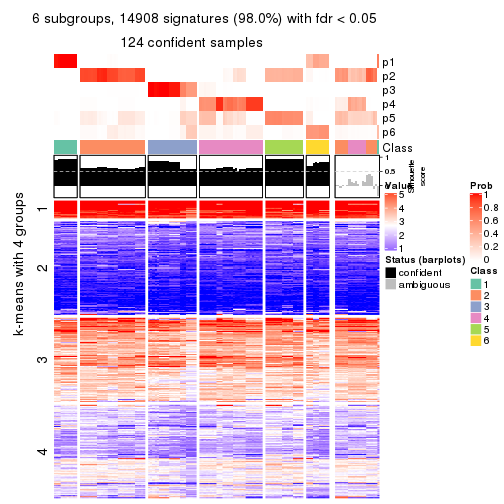 6 subgroups, 14908 signatures (98.0%) with fdr < 0.05
124 confident samples
p1
p2
p3
p4
p5
p6
Class
1
0.5
0
Silhouette
score
k-means with 4 groups
1
2
3
4
Value
5
4
3
2
1
Status (barplots)
confident
ambiguous
Prob
1
0.8
0.6
0.4
0.2
0
Class
1
2
3
4
5
6